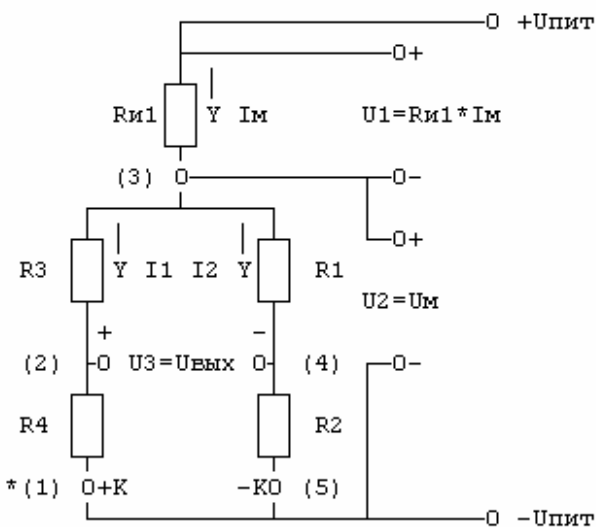 O +Uпит
O+
Rи1 Y Iм U1=Rи1*Iм
(3) O O-
O+
R3 Y I1 I2 Y R1
U2=Uм
+ -
(2) -O U3=Uвых O- (4) O-
R4 R2
*(1) O+K -KO (5)
O -Uпит